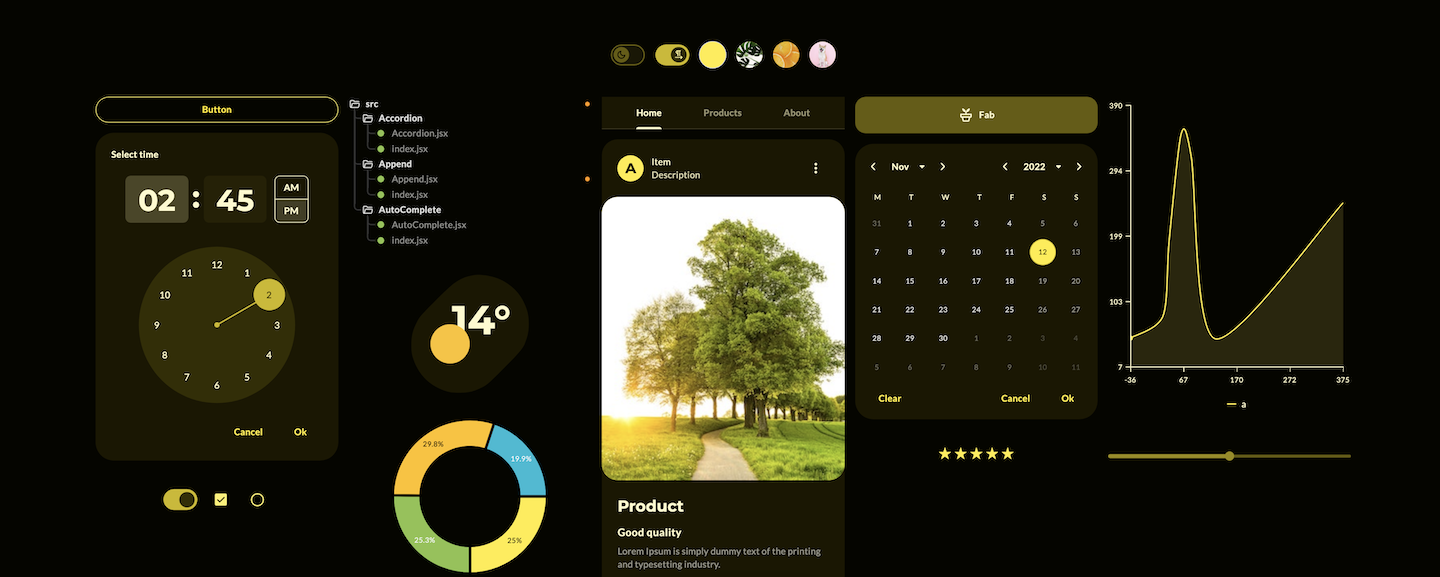 Button
Select time
02 : 45
AM
PM
12
11 1
10 2
9 3
8 4
7 5
6
Cancel Ok
src
Accordion
Accordion.jsx
index.jsx
Append
Append.jsx
index.jsx
AutoComplete
AutoComplete.jsx
index.jsx
14°
29.8%
19.9%
25.3%
25%
Home Products About
A
Item
Description
Product
Good quality
Lorem Ipsum is simply dummy text of the printing
and typesetting industry.
Fab
Nov 2022
M T W T F S S
31 1 2 3 4 5 6
7 8 9 10 11 12 13
14 15 16 17 18 19 20
21 22 23 24 25 26 27
28 29 30 1 2 3 4
5 6 7 8 9 10 11
Clear Cancel Ok
390
294
199
103
7
-36 67 170 272 375
a